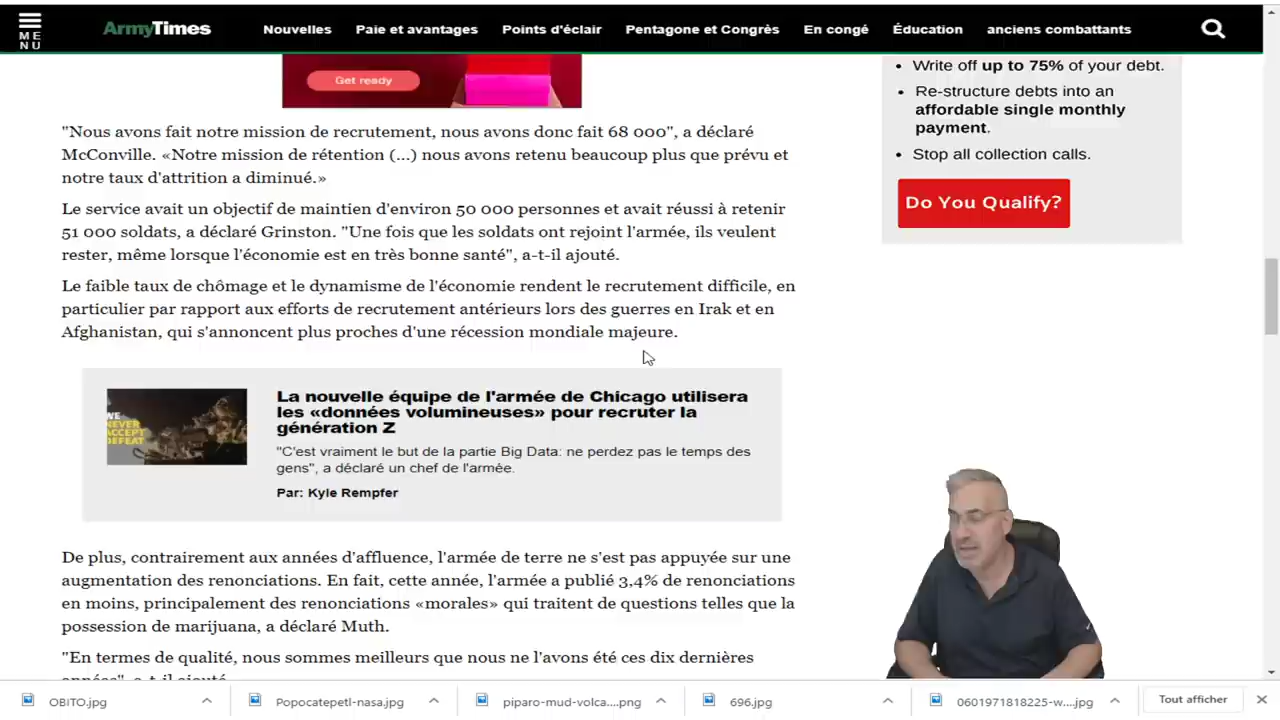 ME
NU
ArmyTimes
Nouvelles
Paie et avantages
Points d'éclair
Pentagone et Congrès
En congé
Éducation
anciens combattants
Get ready
• Write off up to 75% of your debt.
• Re-structure debts into an
affordable single monthly
payment.
• Stop all collection calls.
Do You Qualify?
"Nous avons fait notre mission de recrutement, nous avons donc fait 68 000", a déclaré
McConville. «Notre mission de rétention (...) nous avons retenu beaucoup plus que prévu et
notre taux d'attrition a diminué.»
Le service avait un objectif de maintien d'environ 50 000 personnes et avait réussi à retenir
51 000 soldats, a déclaré Grinston. "Une fois que les soldats ont rejoint l'armée, ils veulent
rester, même lorsque l'économie est en très bonne santé", a-t-il ajouté.
Le faible taux de chômage et le dynamisme de l'économie rendent le recrutement difficile, en
particulier par rapport aux efforts de recrutement antérieurs lors des guerres en Irak et en
Afghanistan, qui s'annoncent plus proches d'une récession mondiale majeure.
WE
NEVER
ACCEPT
DEFEAT
La nouvelle équipe de l'armée de Chicago utilisera
les «données volumineuses» pour recruter la
génération Z
"C'est vraiment le but de la partie Big Data: ne perdez pas le temps des
gens", a déclaré un chef de l'armée.
Par: Kyle Rempfer
De plus, contrairement aux années d'affluence, l'armée de terre ne s'est pas appuyée sur une
augmentation des renonciations. En fait, cette année, l'armée a publié 3,4% de renonciations
en moins, principalement des renonciations «morales» qui traitent de questions telles que la
possession de marijuana, a déclaré Muth.
"En termes de qualité, nous sommes meilleurs que nous ne l'avons été ces dix dernières
années", a-t-il ajouté.
OBITO.jpg
Popocatepetl-nasa.jpg
piparo-mud-volca....png
696.jpg
0601971818225-w....jpg
Tout afficher